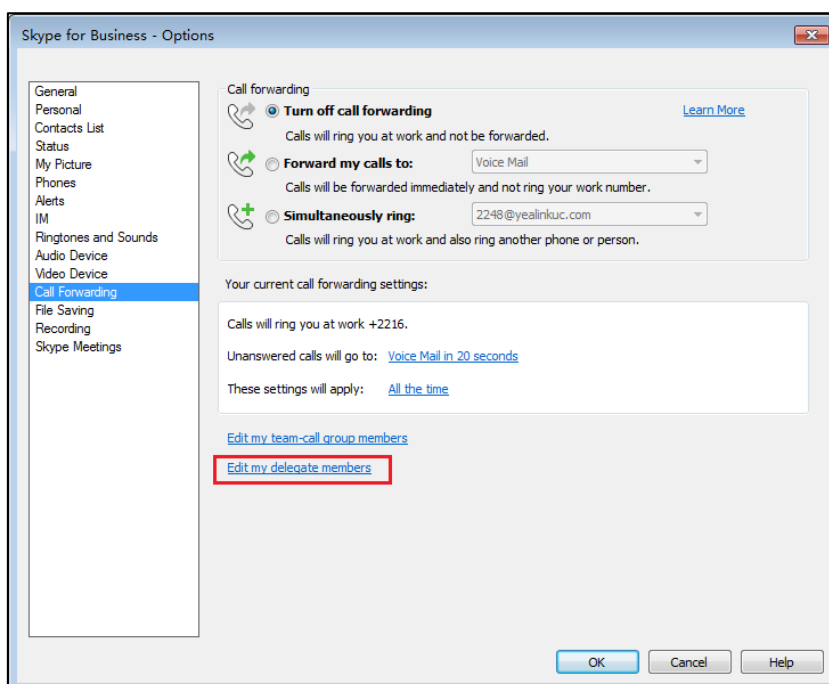 Skype for Business - Options
General
Personal
Contacts List
Status
My Picture
Phones
Alerts
IM
Ringtones and Sounds
Audio Device
Video Device
Call Forwarding
File Saving
Recording
Skype Meetings
Call forwarding
Turn off call forwarding
Learn More
Calls will ring you at work and not be forwarded.
Forward my calls to:
Voice Mail
Calls will be forwarded immediately and not ring your work number.
Simultaneously ring:
2248@yealinkuc.com
Calls will ring you at work and also ring another phone or person.
Your current call forwarding settings:
Calls will ring you at work +2216.
Unanswered calls will go to: Voice Mail in 20 seconds
These settings will apply: All the time
Edit my team-call group members
Edit my delegate members
OK
Cancel
Help